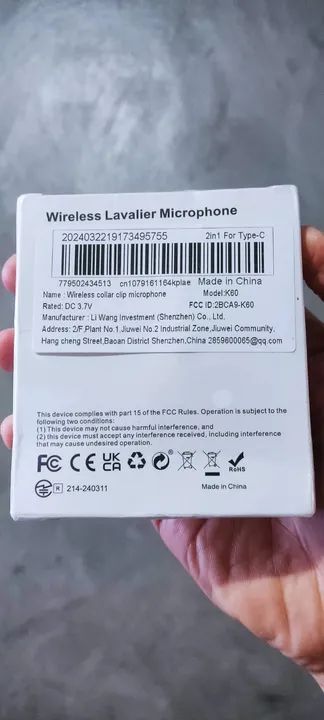 Wireless Lavalier Microphone
2024032219173495755 2in1 For Type-C
779502434513 cn1079161164kplae Made in China
Name : Wireless collar clip microphone Model:K60
Rated: DC 3.7V FCC ID:2BCA9-K60
Manufacturer : Li Wang Investment (Shenzhen) Co., Ltd,
Address: 2/F,Plant No.1,Jiuwei No.2 Industrial Zone,Jiuwei Community,
Hang cheng Street,Baoan District Shenzhen,China 2859600065@qq.com
This device complies with part 15 of the FCC Rules. Operation is subject to the
following two conditions:
(1) This device may not cause harmful interference, and
(2) this device must accept any interference received, including interference
that may cause undesired operation.
FC CE UK CA RoHS
R 214-240311 Made in China